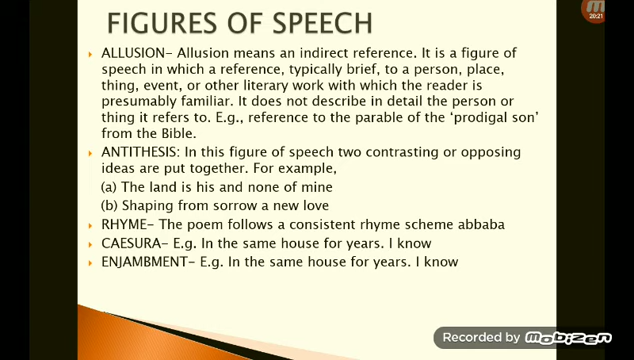 FIGURES OF SPEECH
20:21
ALLUSION- Allusion means an indirect reference. It is a figure of
speech in which a reference, typically brief, to a person, place,
thing, event, or other literary work with which the reader is
presumably familiar. It does not describe in detail the person or
thing it refers to. E.g., reference to the parable of the ‘prodigal son’
from the Bible.
ANTITHESIS: In this figure of speech two contrasting or opposing
ideas are put together. For example,
(a) The land is his and none of mine
(b) Shaping from sorrow a new love
RHYME- The poem follows a consistent rhyme scheme abbaba
CAESURA- E.g. In the same house for years. I know
ENJAMBMENT- E.g. In the same house for years. I know
Recorded by Mobizen